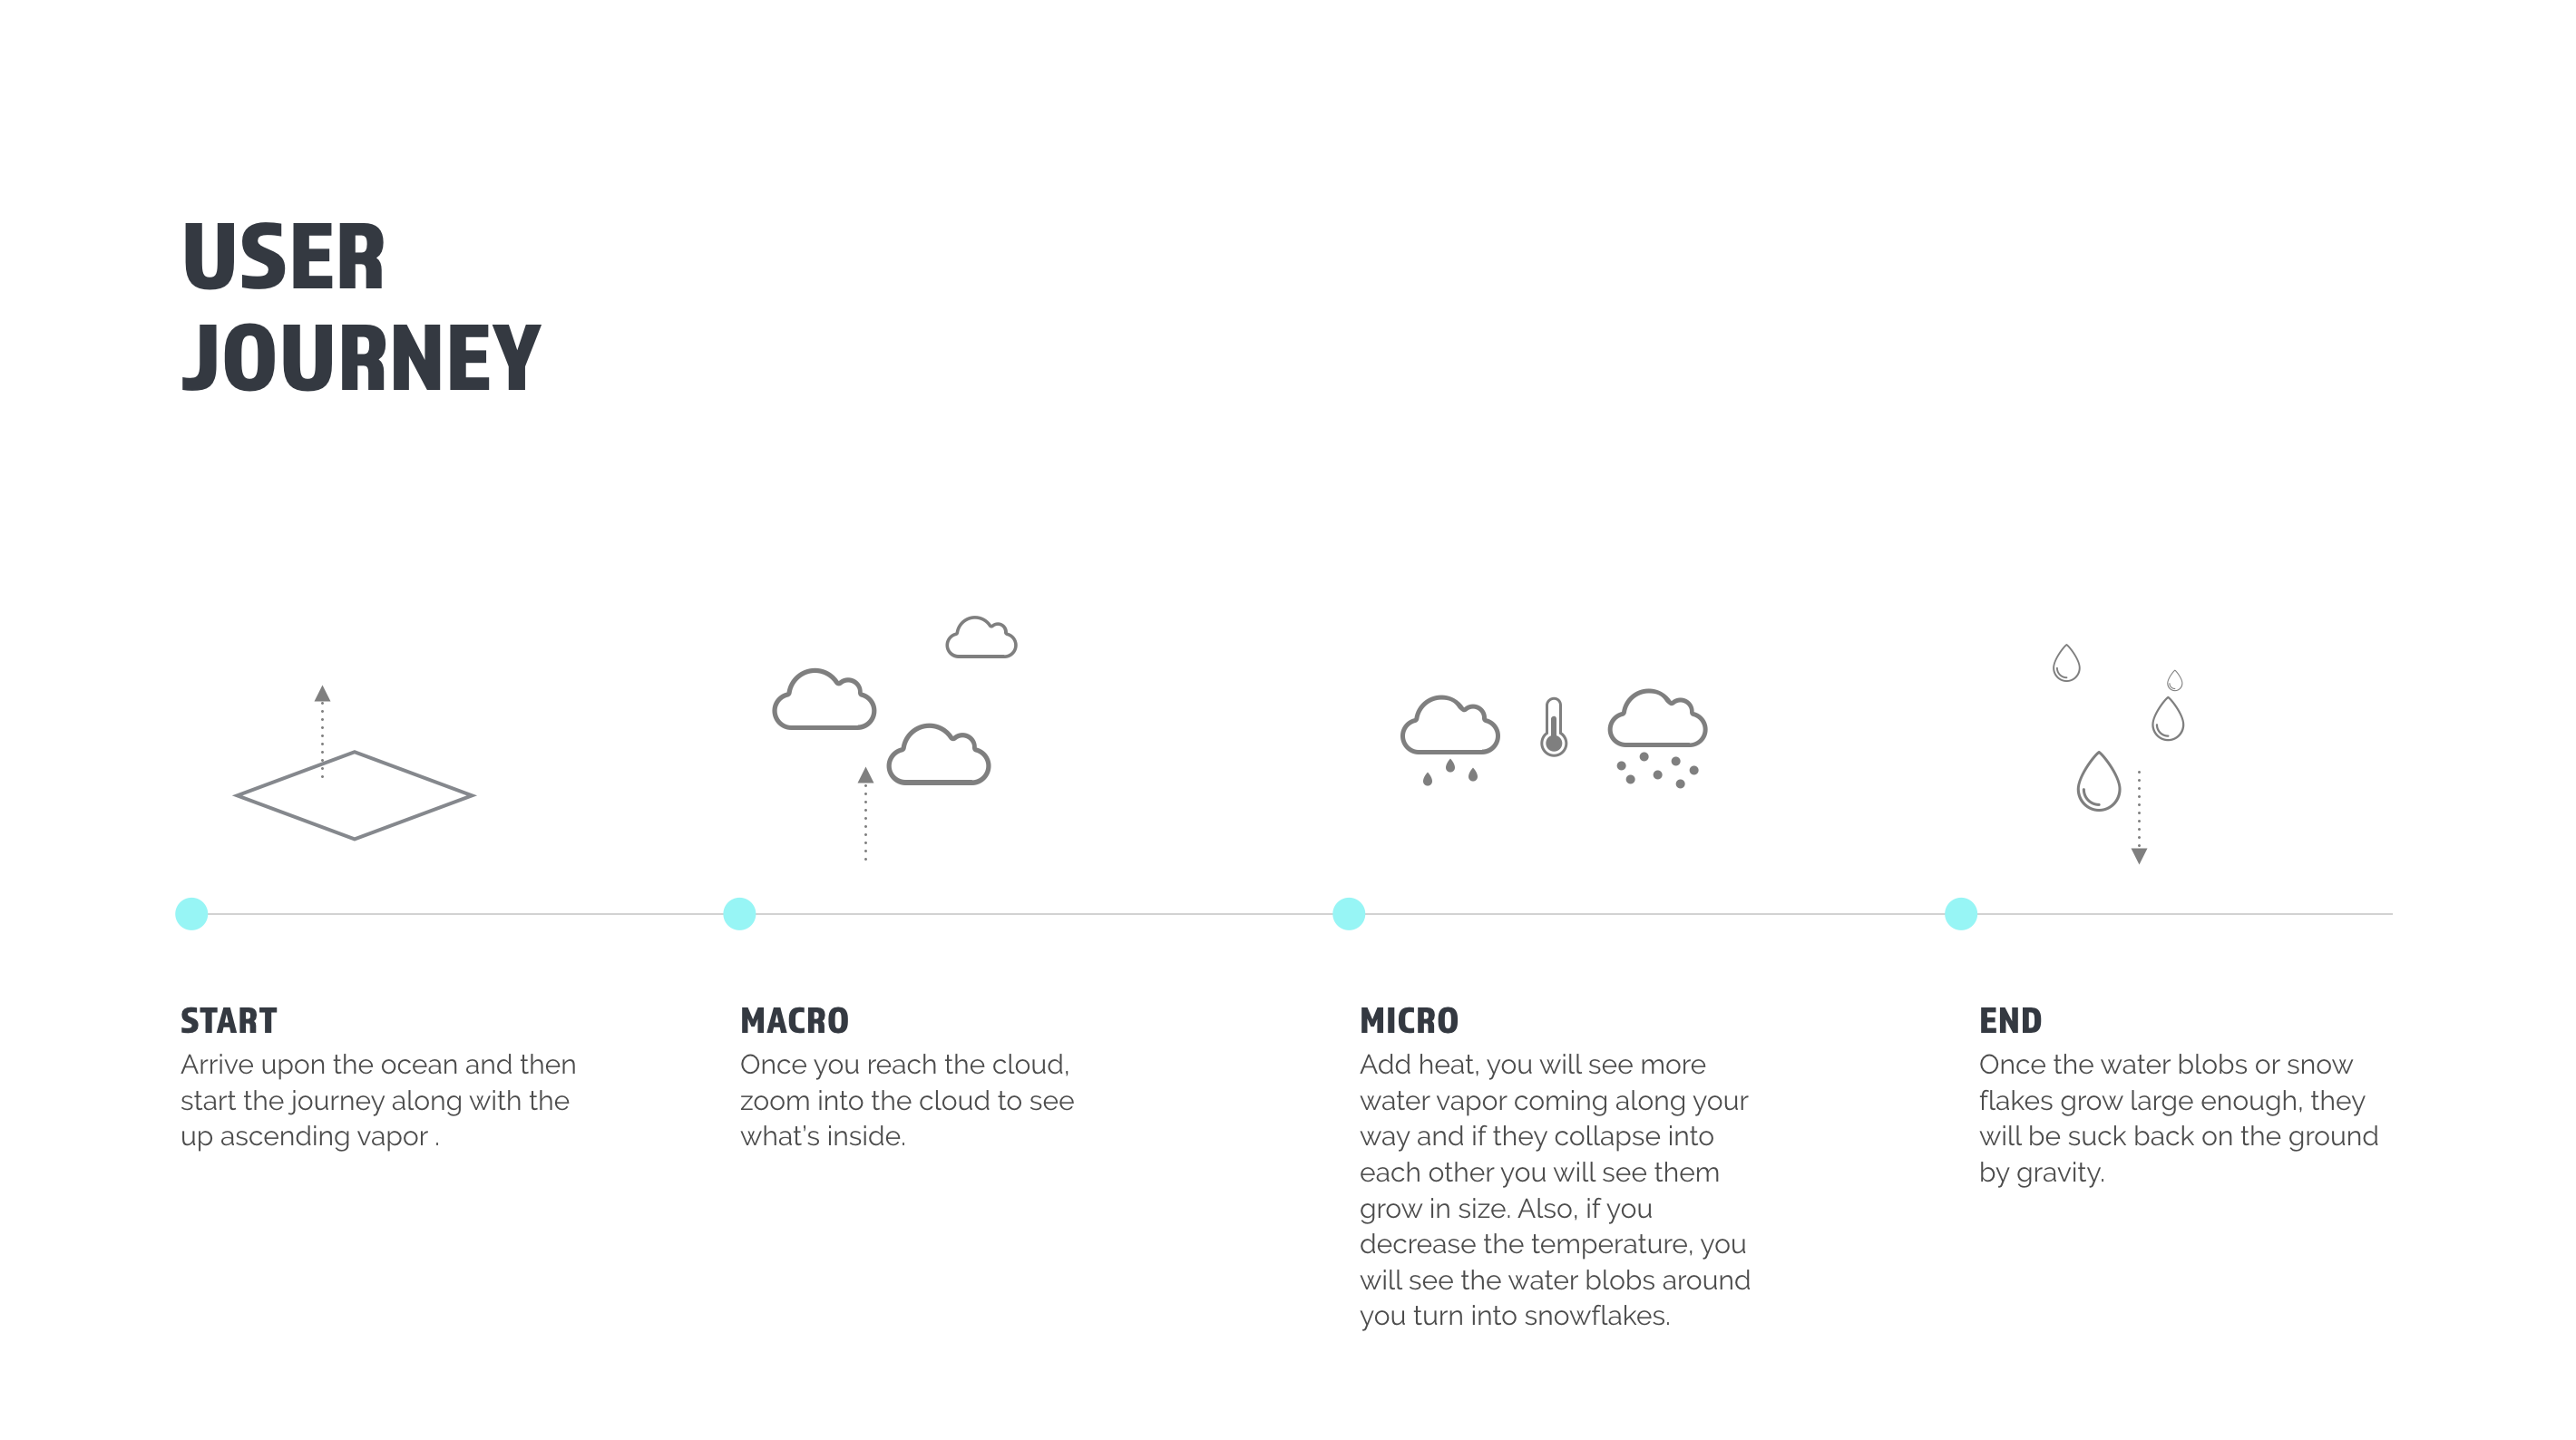 USER
JOURNEY
START
Arrive upon the ocean and then
start the journey along with the
up ascending vapor .
MACRO
Once you reach the cloud,
zoom into the cloud to see
what's inside.
MICRO
Add heat, you will see more
water vapor coming along your
way and if they collapse into
each other you will see them
grow in size. Also, if you
decrease the temperature, you
will see the water blobs around
you turn into snowflakes.
END
Once the water blobs or snow
flakes grow large enough, they
will be suck back on the ground
by gravity.